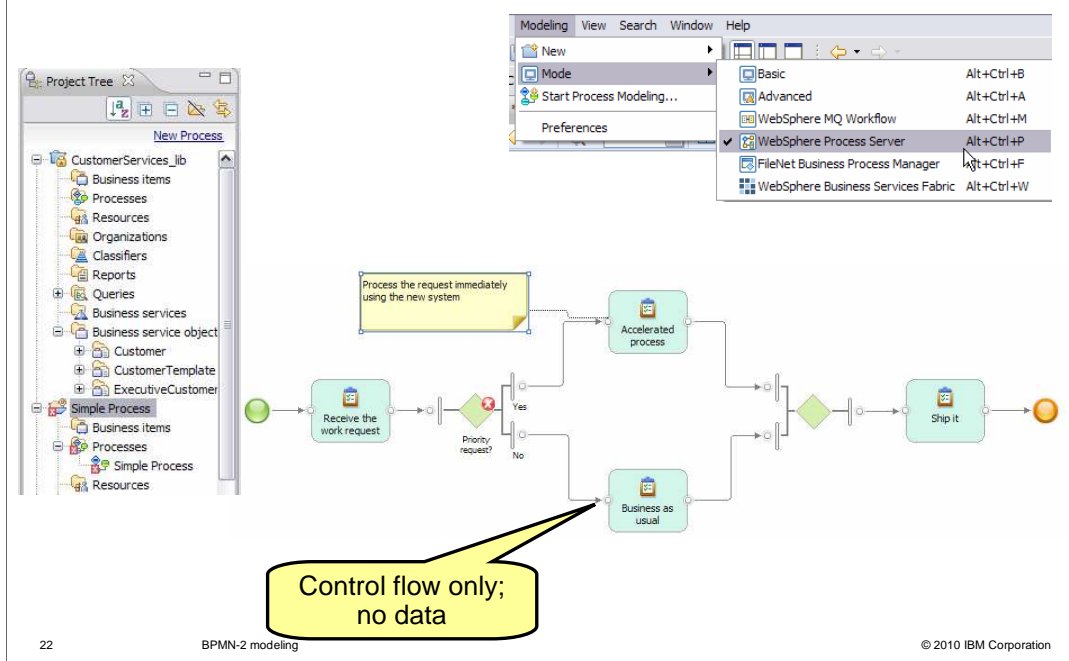 Modeling View Search Window Help
New
Mode
Start Process Modeling...
Preferences
Basic Alt+Ctrl+B
Advanced Alt+Ctrl+A
WebSphere MQ Workflow Alt+Ctrl+M
WebSphere Process Server Alt+Ctrl+P
FileNet Business Process Manager Alt+Ctrl+F
WebSphere Business Services Fabric Alt+Ctrl+W
Project Tree
New Process
CustomerServices_lib
Business items
Processes
Resources
Organizations
Classifiers
Reports
Queries
Business services
Business service object
Customer
CustomerTemplate
ExecutiveCustomer
Simple Process
Business items
Processes
Simple Process
Resources
Process the request immediately
using the new system
Accelerated
process
Receive the
work request
Priority
request?
Yes
No
Business as
usual
Ship it
Control flow only;
no data
22 BPMN-2 modeling © 2010 IBM Corporation